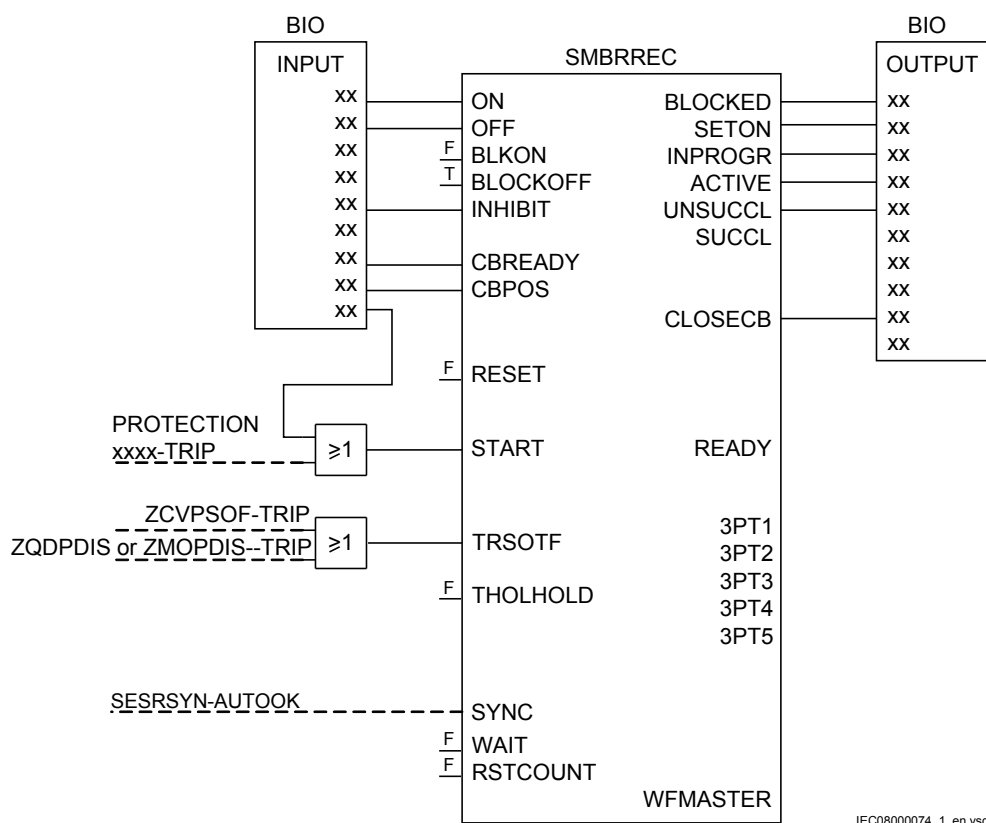 BIO
BIO
INPUT
SMBRREC
OUTPUT
xx
ON
BLOCKED
xx
xx
OFF
SETON
xx
xx
F
BLKON
INPROGR
xx
xx
T
BLOCKOFF
ACTIVE
xx
xx
INHIBIT
UNSUCCL
xx
xx
SUCCL
xx
xx
CBREADY
xx
xx
CBPOS
xx
xx
CLOSECB
xx
xx
F
RESET
PROTECTION
xxxx-TRIP
≥1
START
READY
ZCVPSOF-TRIP
3PT1
ZQDPDIS or ZMOPDIS--TRIP
≥1
TRSOTF
3PT2
3PT3
F
THOLHOLD
3PT4
3PT5
SESRSYN-AUTOOK
SYNC
F
WAIT
F
RSTCOUNT
WFMASTER
IEC08000074_1_en.vsd